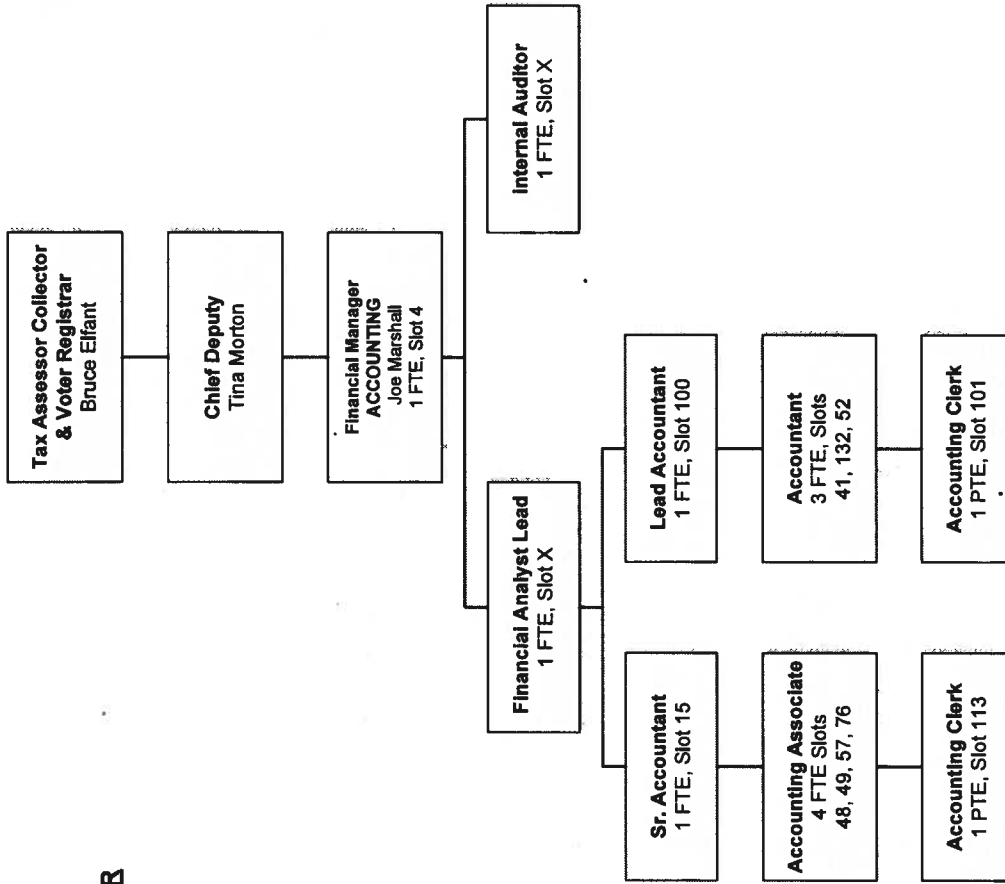 Tax Assessor Collector
& Voter Registrar
Bruce Elfant
Chief Deputy
Tina Morton
Financial Manager
ACCOUNTING
Joe Marshall
1 FTE, Slot 4
Financial Analyst Lead
1 FTE, Slot X
Internal Auditor
1 FTE, Slot X
Sr. Accountant
1 FTE, Slot 15
Lead Accountant
1 FTE, Slot 100
Accounting Associate
4 FTE Slots
48, 49, 57, 76
Accountant
3 FTE, Slots
41, 132, 52
Accounting Clerk
1 PTE, Slot 113
Accounting Clerk
1 PTE, Slot 101
R